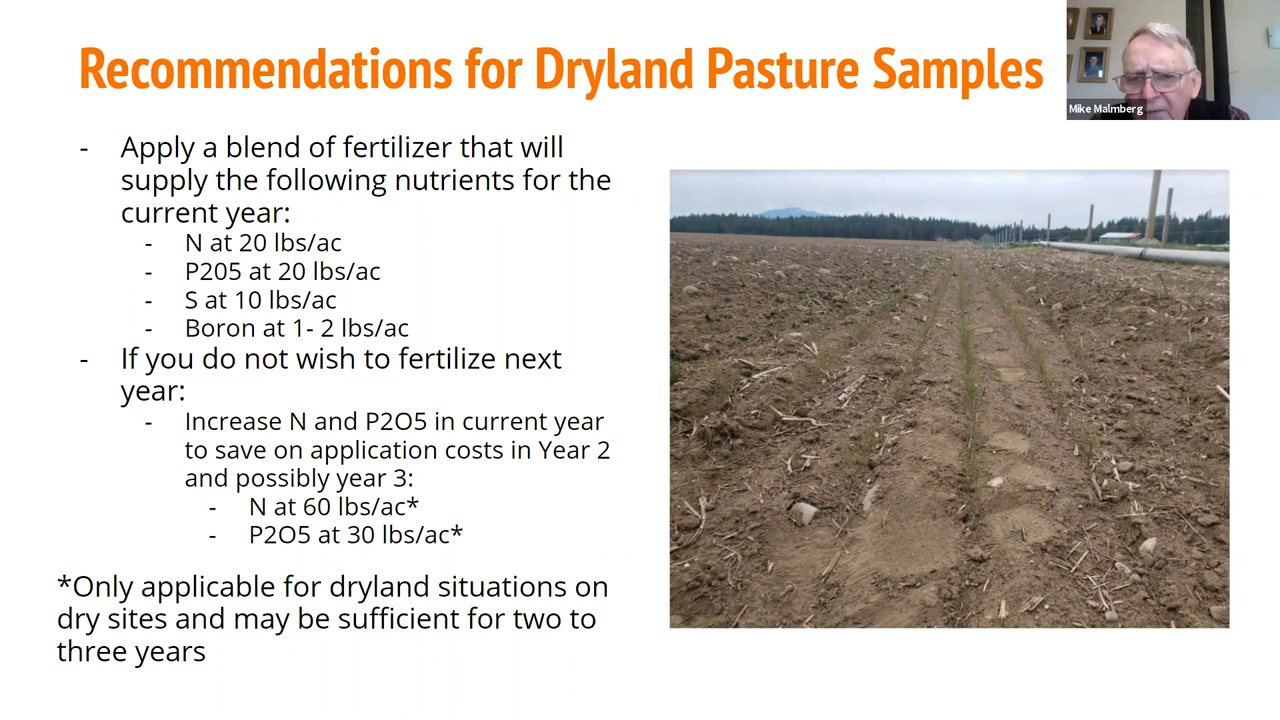 Recommendations for Dryland Pasture Samples
Mike Malmberg
- Apply a blend of fertilizer that will
supply the following nutrients for the
current year:
- N at 20 lbs/ac
- P205 at 20 lbs/ac
- S at 10 lbs/ac
- Boron at 1- 2 lbs/ac
- If you do not wish to fertilize next
year:
- Increase N and P2O5 in current year
to save on application costs in Year 2
and possibly year 3:
- N at 60 lbs/ac*
- P2O5 at 30 lbs/ac*
*Only applicable for dryland situations on
dry sites and may be sufficient for two to
three years